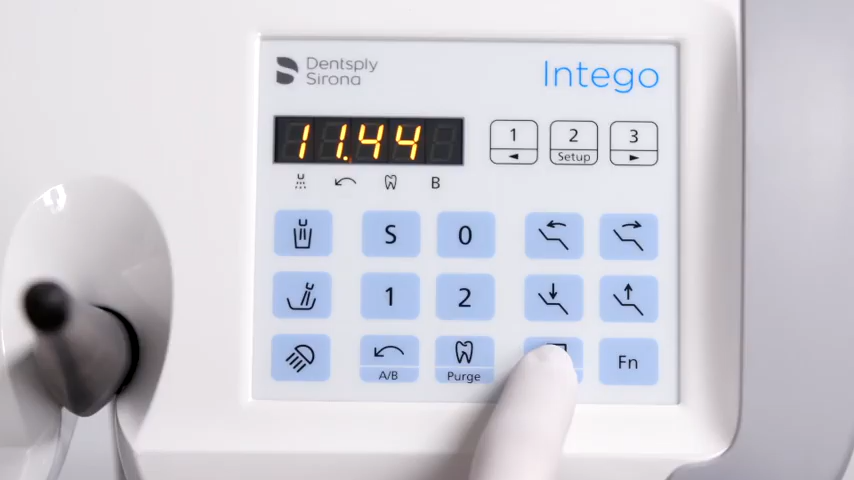 Dentsply
Sirona
Intego
11.44
1
2
Setup
3
B
S
0
1
2
A/B
Purge
Fn